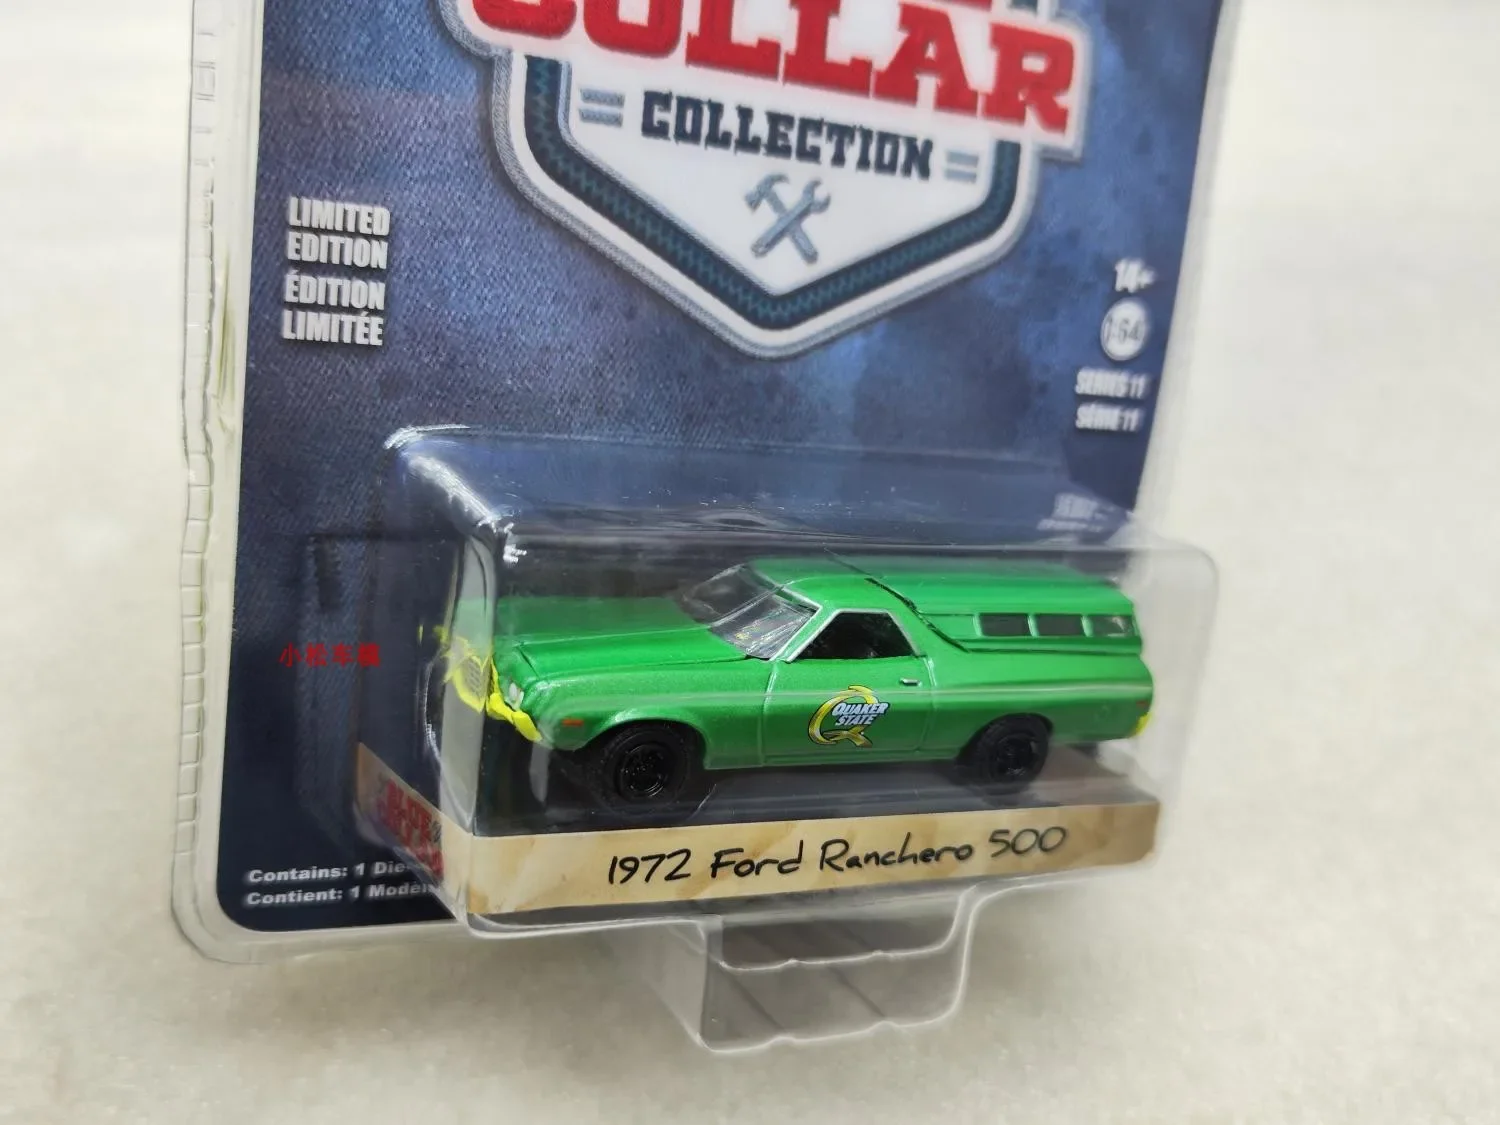 COLLAR
COLLECTION
LIMITED
EDITION
ÉDITION
LIMITÉE
14+
1:64
SERIES 11
SÉRIE 11
小松车模
QUAKER
STATE
1972 Ford Ranchero 500
Contains: 1 Die-
Contient: 1 Modèle